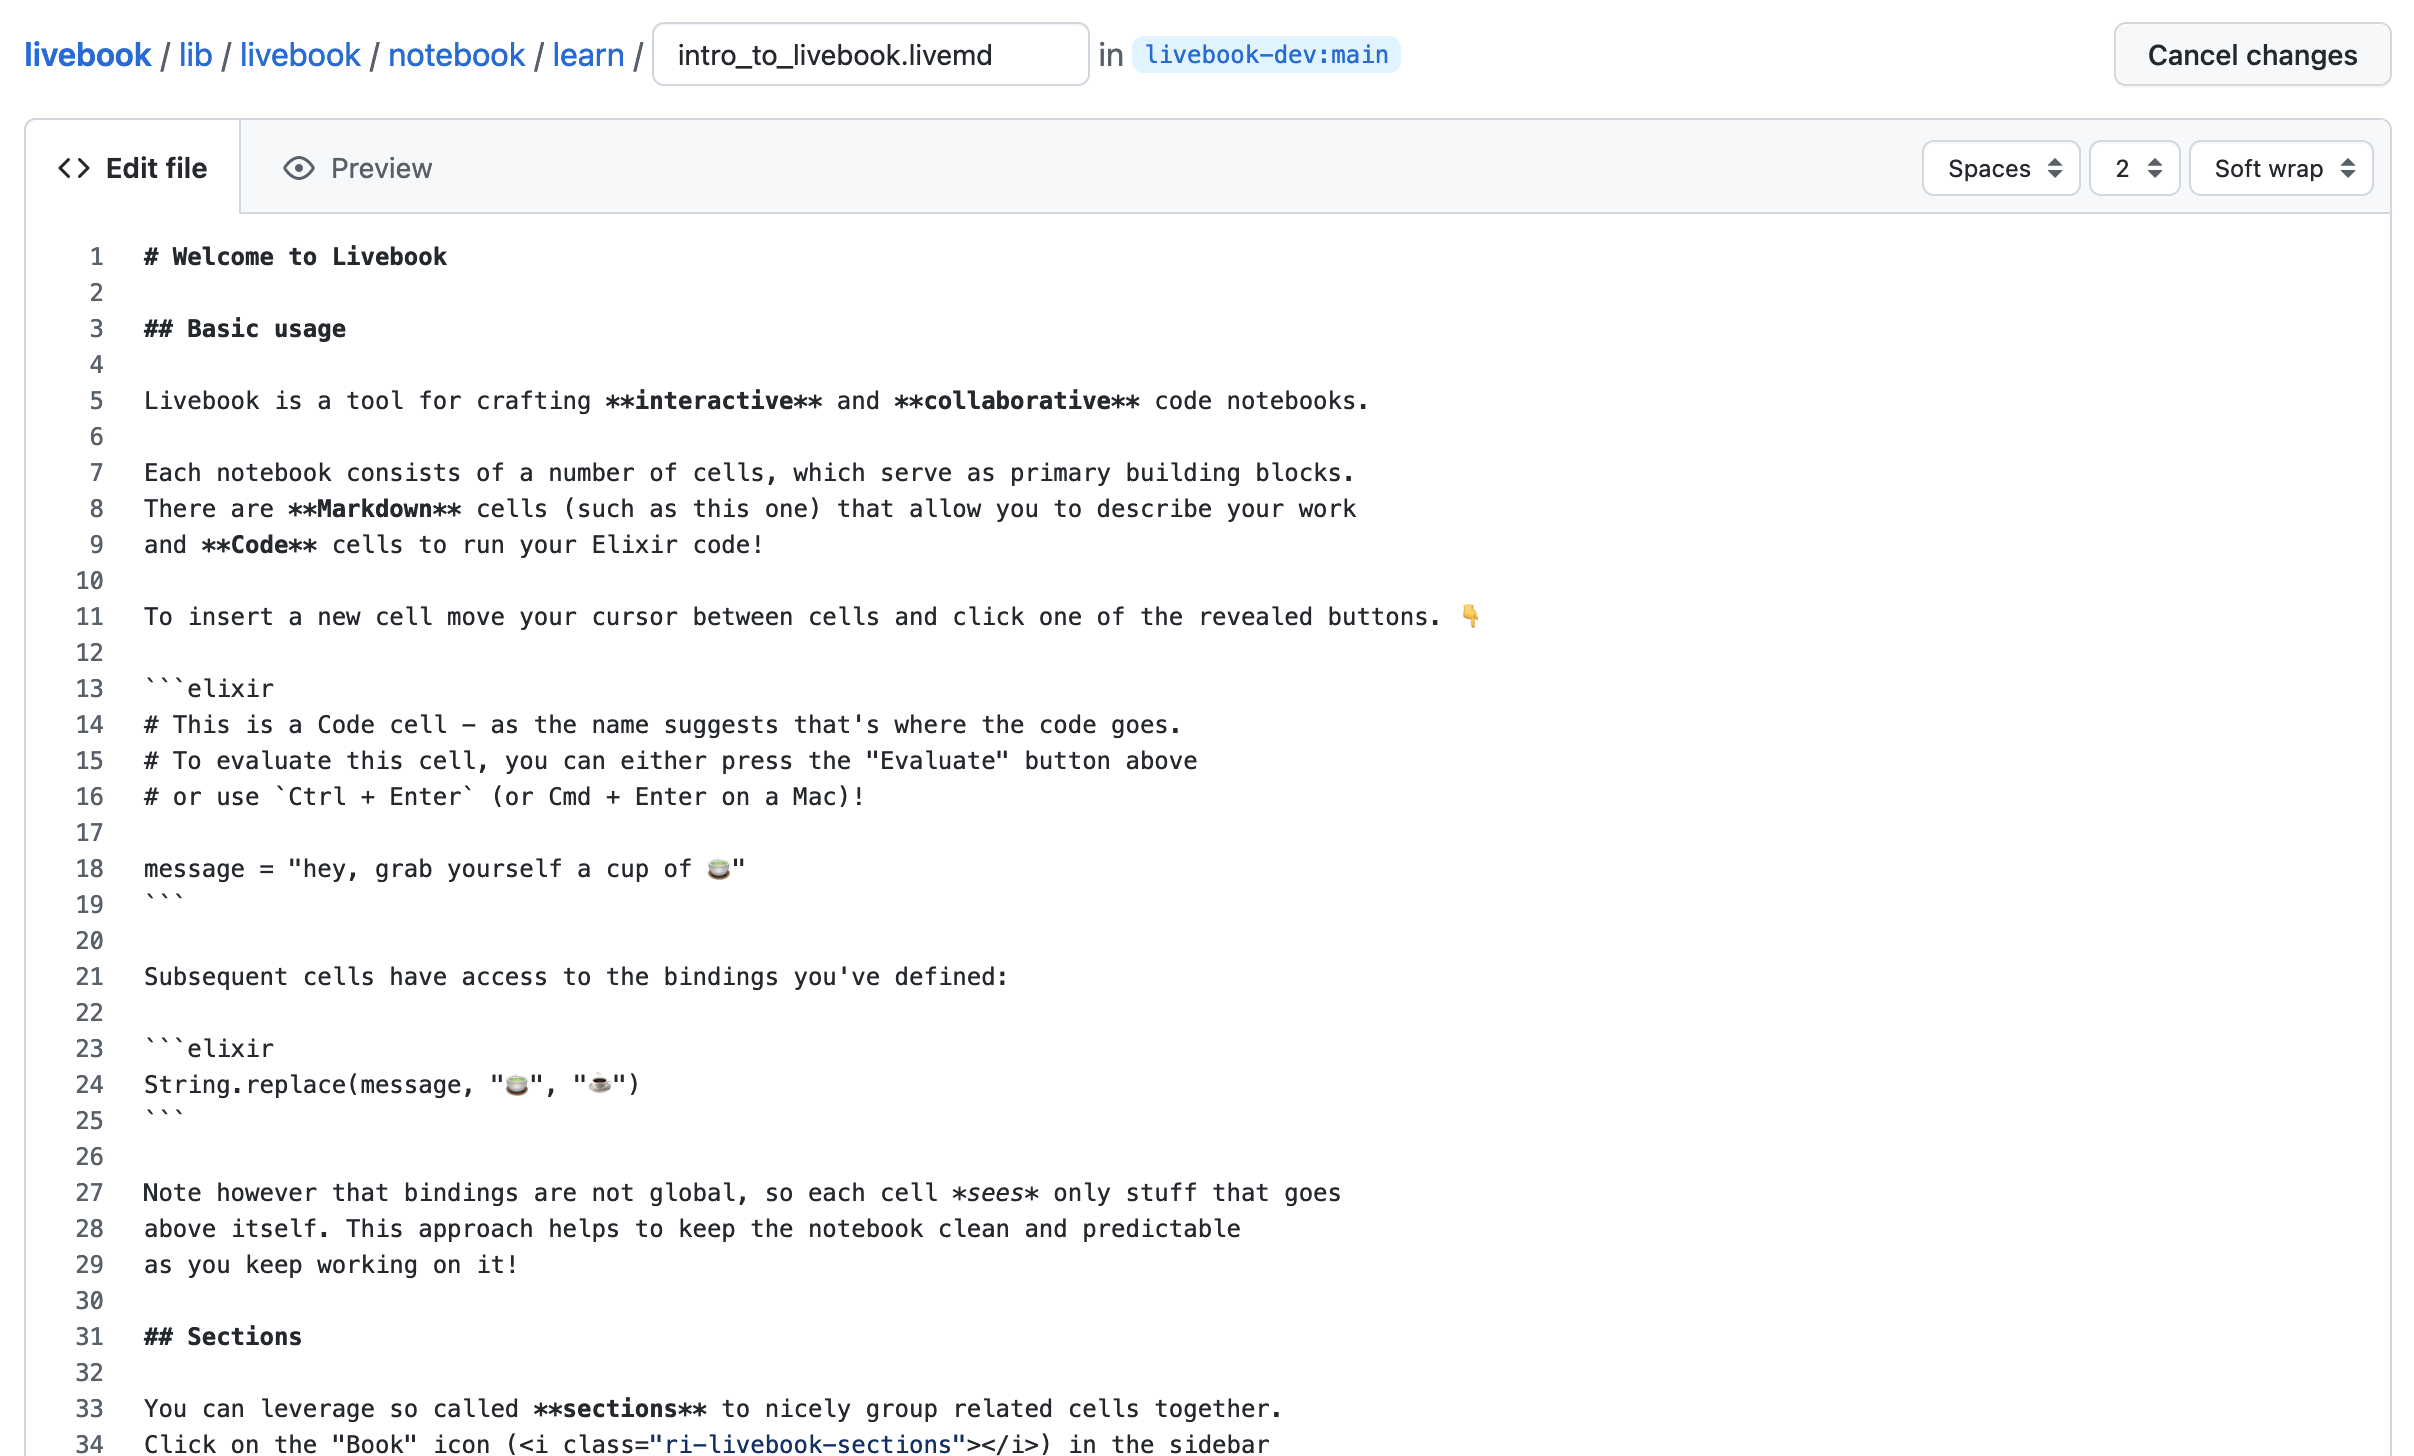 livebook / lib / livebook / notebook / learn / intro_to_livebook.livemd in livebook-dev:main Cancel changes
<> Edit file Preview Spaces 2 Soft wrap
1 # Welcome to Livebook
2
3 ## Basic usage
4
5 Livebook is a tool for crafting **interactive** and **collaborative** code notebooks.
6
7 Each notebook consists of a number of cells, which serve as primary building blocks.
8 There are **Markdown** cells (such as this one) that allow you to describe your work
9 and **Code** cells to run your Elixir code!
10
11 To insert a new cell move your cursor between cells and click one of the revealed buttons. 👇
12
13 ```elixir
14 # This is a Code cell - as the name suggests that's where the code goes.
15 # To evaluate this cell, you can either press the "Evaluate" button above
16 # or use `Ctrl + Enter` (or Cmd + Enter on a Mac)!
17
18 message = "hey, grab yourself a cup of 🍵"
19 ```
20
21 Subsequent cells have access to the bindings you've defined:
22
23 ```elixir
24 String.replace(message, "🍵", "☕")
25 ```
26
27 Note however that bindings are not global, so each cell *sees* only stuff that goes
28 above itself. This approach helps to keep the notebook clean and predictable
29 as you keep working on it!
30
31 ## Sections
32
33 You can leverage so called **sections** to nicely group related cells together.
34 Click on the "Book" icon (<i class="ri-livebook-sections"></i>) in the sidebar